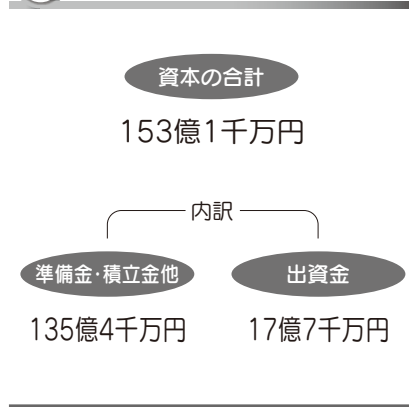 資本の合計
153億1千万円
内訳
準備金・積立金他
出資金
135億4千万円
17億7千万円